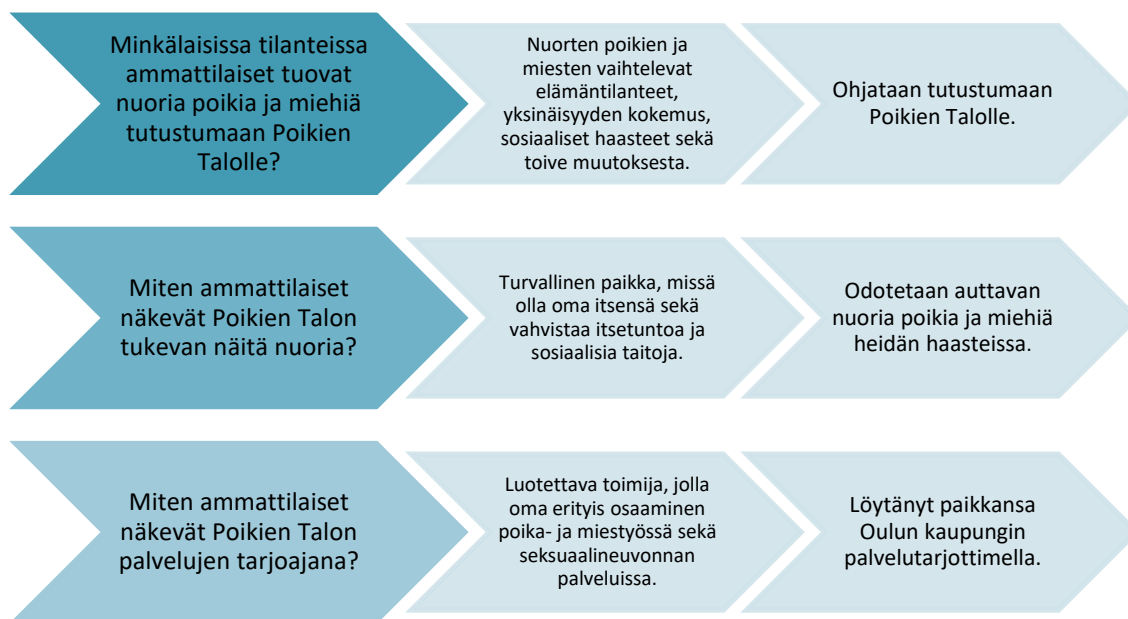 Minkälaisissa tilanteissa
ammattilaiset tuovat
nuoria poikia ja miehiä
tutustumaan Poikien
Talolle?
Nuorten poikien ja
miesten vaihtelevat
elämäntilanteet,
yksinäisyyden kokemus,
sosiaaliset haasteet sekä
toive muutoksesta.
Ohjataan tutustumaan
Poikien Talolle.
Miten ammattilaiset
näkevät Poikien Talon
tukevan näitä nuoria?
Turvallinen paikka, missä
olla oma itsensä sekä
vahvistaa itsetuntoa ja
sosiaalisia taitoja.
Odotetaan auttavan
nuoria poikia ja miehiä
heidän haasteissa.
Miten ammattilaiset
näkevät Poikien Talon
palvelujen tarjoajana?
Luotettava toimija, jolla
oma erityis osaaminen
poika- ja miestyössä sekä
seksuaalineuvonnan
palveluissa.
Löytänyt paikkansa
Oulun kaupungin
palvelutarjottimella.